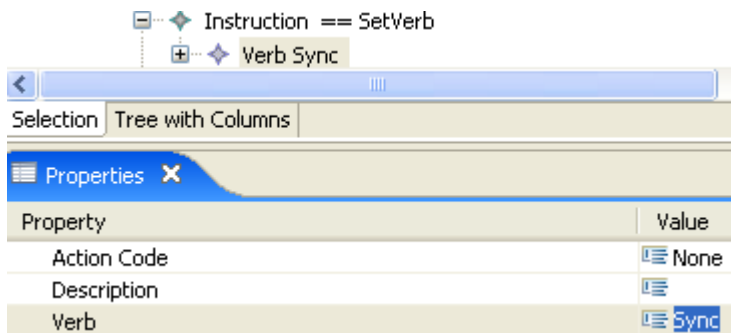 Instruction == SetVerb
Verb Sync
Selection Tree with Columns
Properties
Property Value
Action Code None
Description
Verb Sync